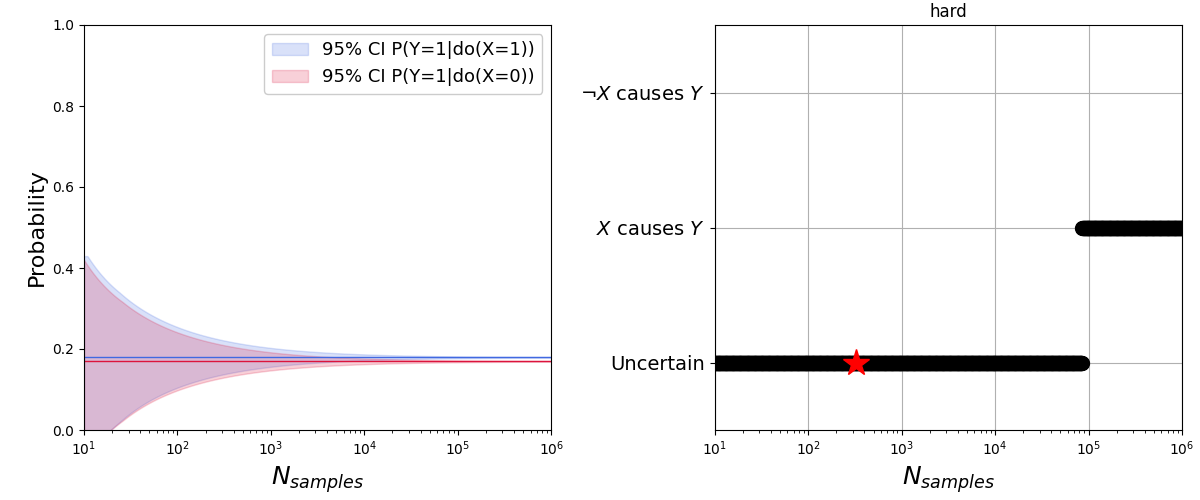 1.0
0.8
0.6
0.4
0.2
0.0
Probability
95% CI P(Y=1|do(X=1))
95% CI P(Y=1|do(X=0))
10^1 10^2 10^3 10^4 10^5 10^6
N_samples
hard
¬X causes Y
X causes Y
Uncertain
10^1 10^2 10^3 10^4 10^5 10^6
N_samples